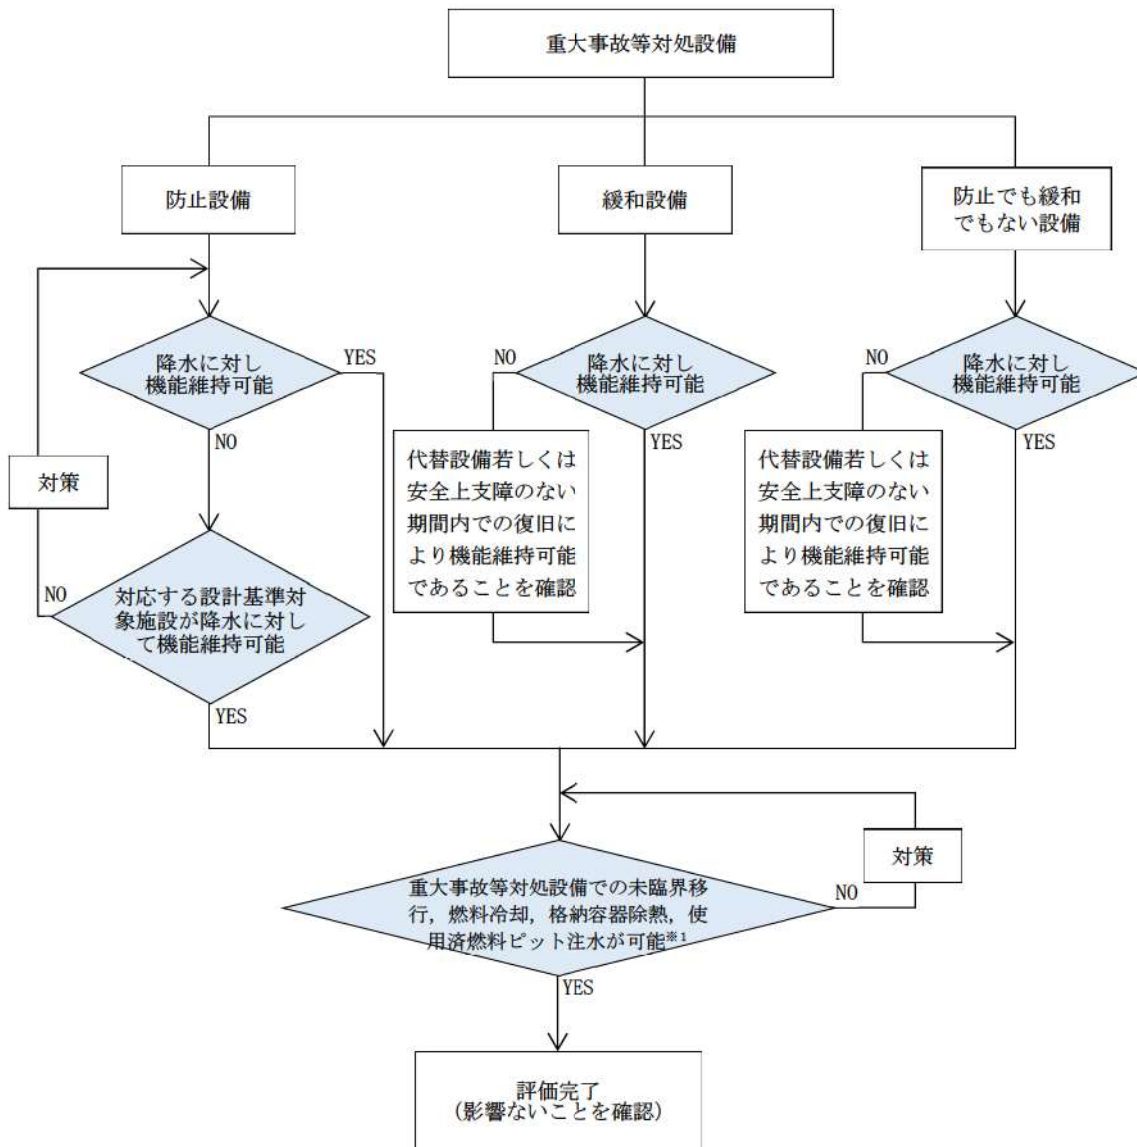 重大事故等対処設備
防止設備
緩和設備
防止でも緩和
でもない設備
降水に対し
機能維持可能
YES
NO
対策
対応する設計基準対
象施設が降水に対し
て機能維持可能
NO
YES
降水に対し
機能維持可能
NO
YES
代替設備若しくは
安全上支障のない
期間内での復旧に
より機能維持可能
であることを確認
降水に対し
機能維持可能
NO
YES
代替設備若しくは
安全上支障のない
期間内での復旧に
より機能維持可能
であることを確認
重大事故等対処設備での未臨界移
行，燃料冷却，格納容器除熱，使
用済燃料ピット注水が可能※1
NO
対策
YES
評価完了
（影響ないことを確認）